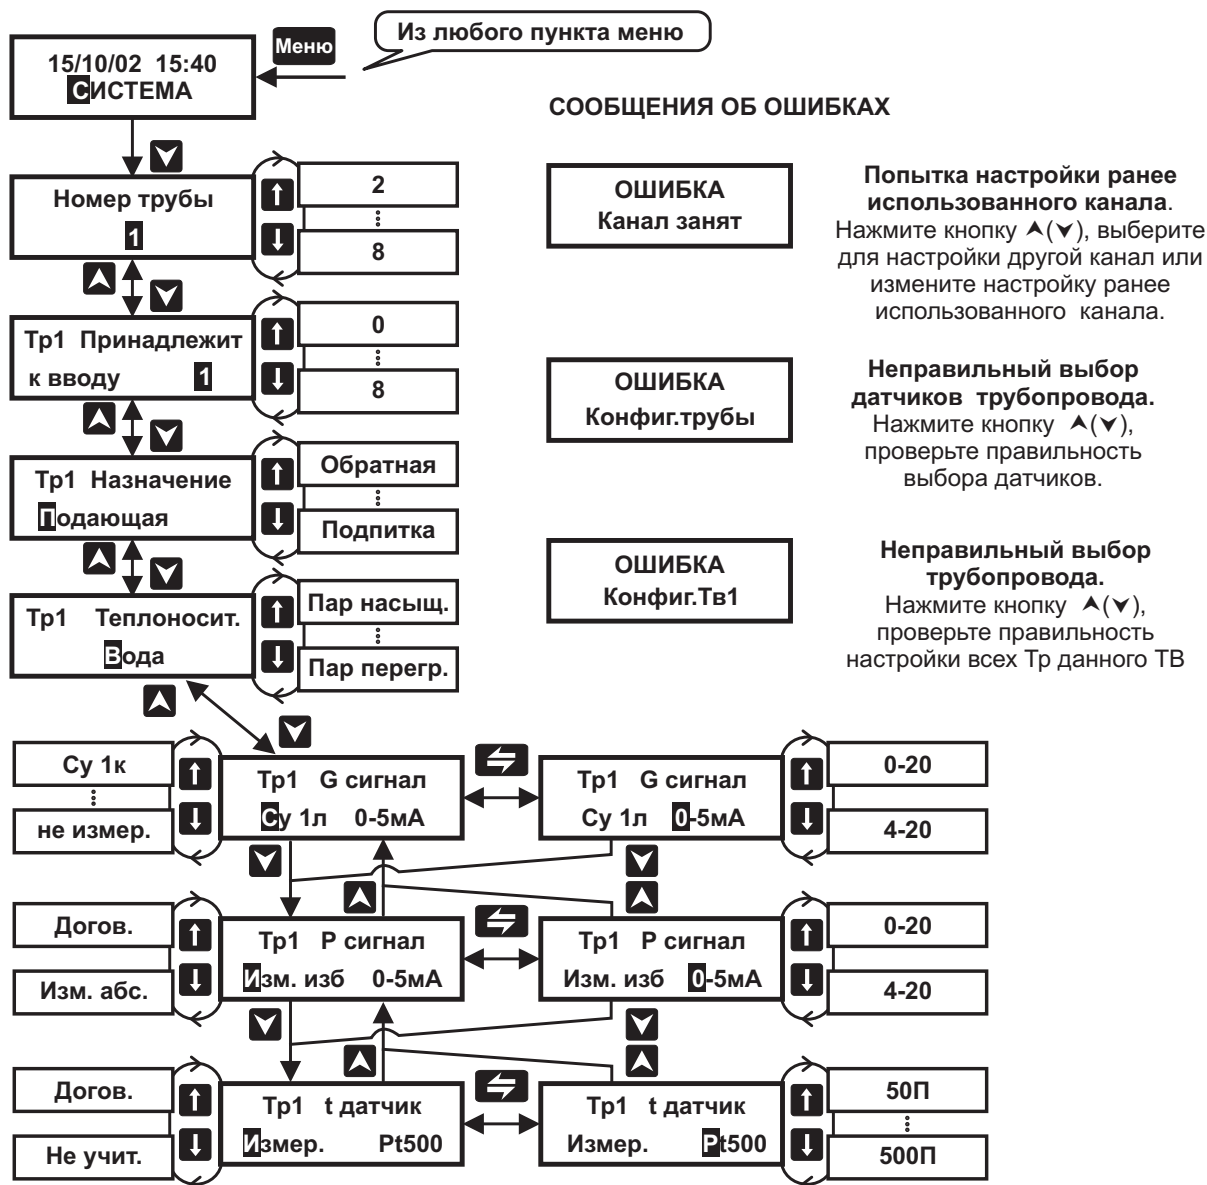 Меню
Из любого пункта меню
15/10/02 15:40
СИСТЕМА
СООБЩЕНИЯ ОБ ОШИБКАХ
Номер трубы
1
2
8
ОШИБКА
Канал занят
Попытка настройки ранее
использованного канала.
Нажмите кнопку ⮝(⮟), выберите
для настройки другой канал или
измените настройку ранее
использованного канала.
Тр1 Принадлежит
к вводу 1
0
8
ОШИБКА
Конфиг.трубы
Неправильный выбор
датчиков трубопровода.
Нажмите кнопку ⮝(⮟),
проверьте правильность
выбора датчиков.
Тр1 Назначение
Подающая
Обратная
Подпитка
ОШИБКА
Конфиг.Тв1
Неправильный выбор
трубопровода.
Нажмите кнопку ⮝(⮟),
проверьте правильность
настройки всех Тр данного ТВ
Тр1 Теплоносит.
Вода
Пар насыщ.
Пар перегр.
Су 1к
не измер.
Тр1 G сигнал
Су 1л 0-5мА
Тр1 G сигнал
Су 1л 0-5мА
0-20
4-20
Догов.
Изм. абс.
Тр1 Р сигнал
Изм. изб 0-5мА
Тр1 Р сигнал
Изм. изб 0-5мА
0-20
4-20
Догов.
Не учит.
Тр1 t датчик
Измер. Pt500
Тр1 t датчик
Измер. Pt500
50П
500П